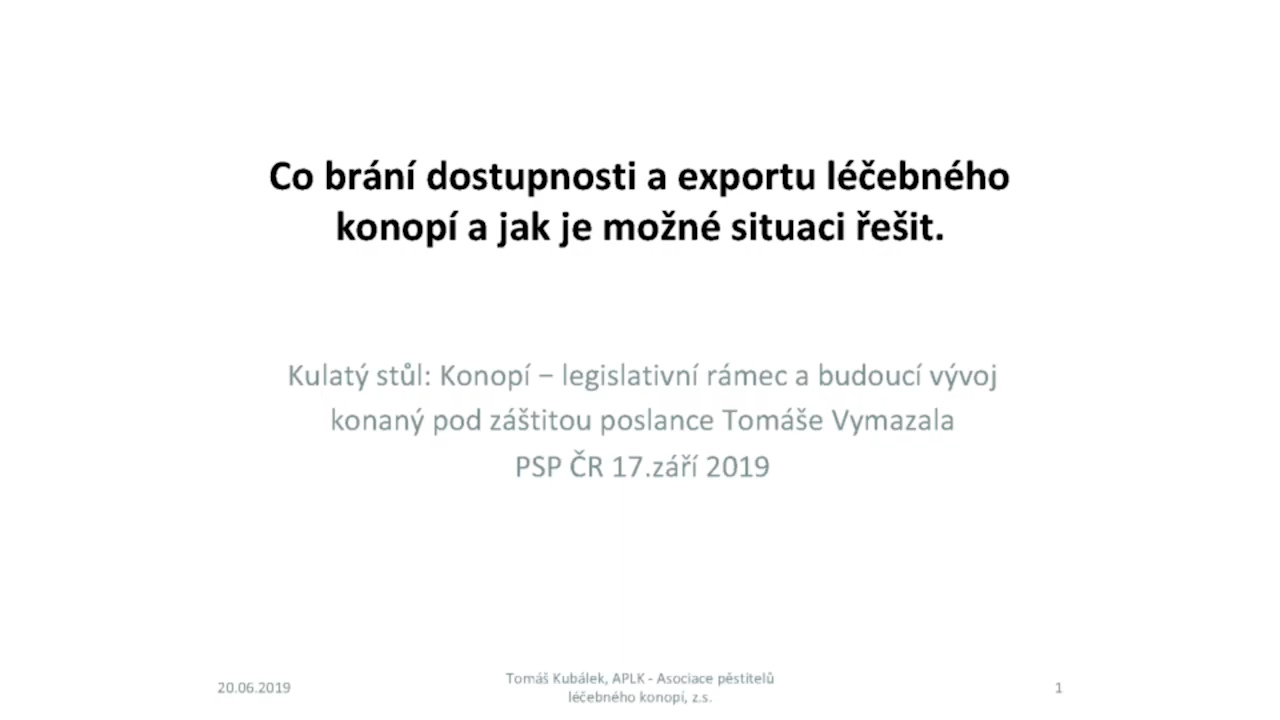 Co brání dostupnosti a exportu léčebného
konopí a jak je možné situaci řešit.
Kulatý stůl: Konopí – legislativní rámec a budoucí vývoj
konaný pod záštitou poslance Tomáše Vymazala
PSP ČR 17.září 2019
20.06.2019
Tomáš Kubálek, APLK - Asociace pěstitelů
léčebného konopí, z.s.
1